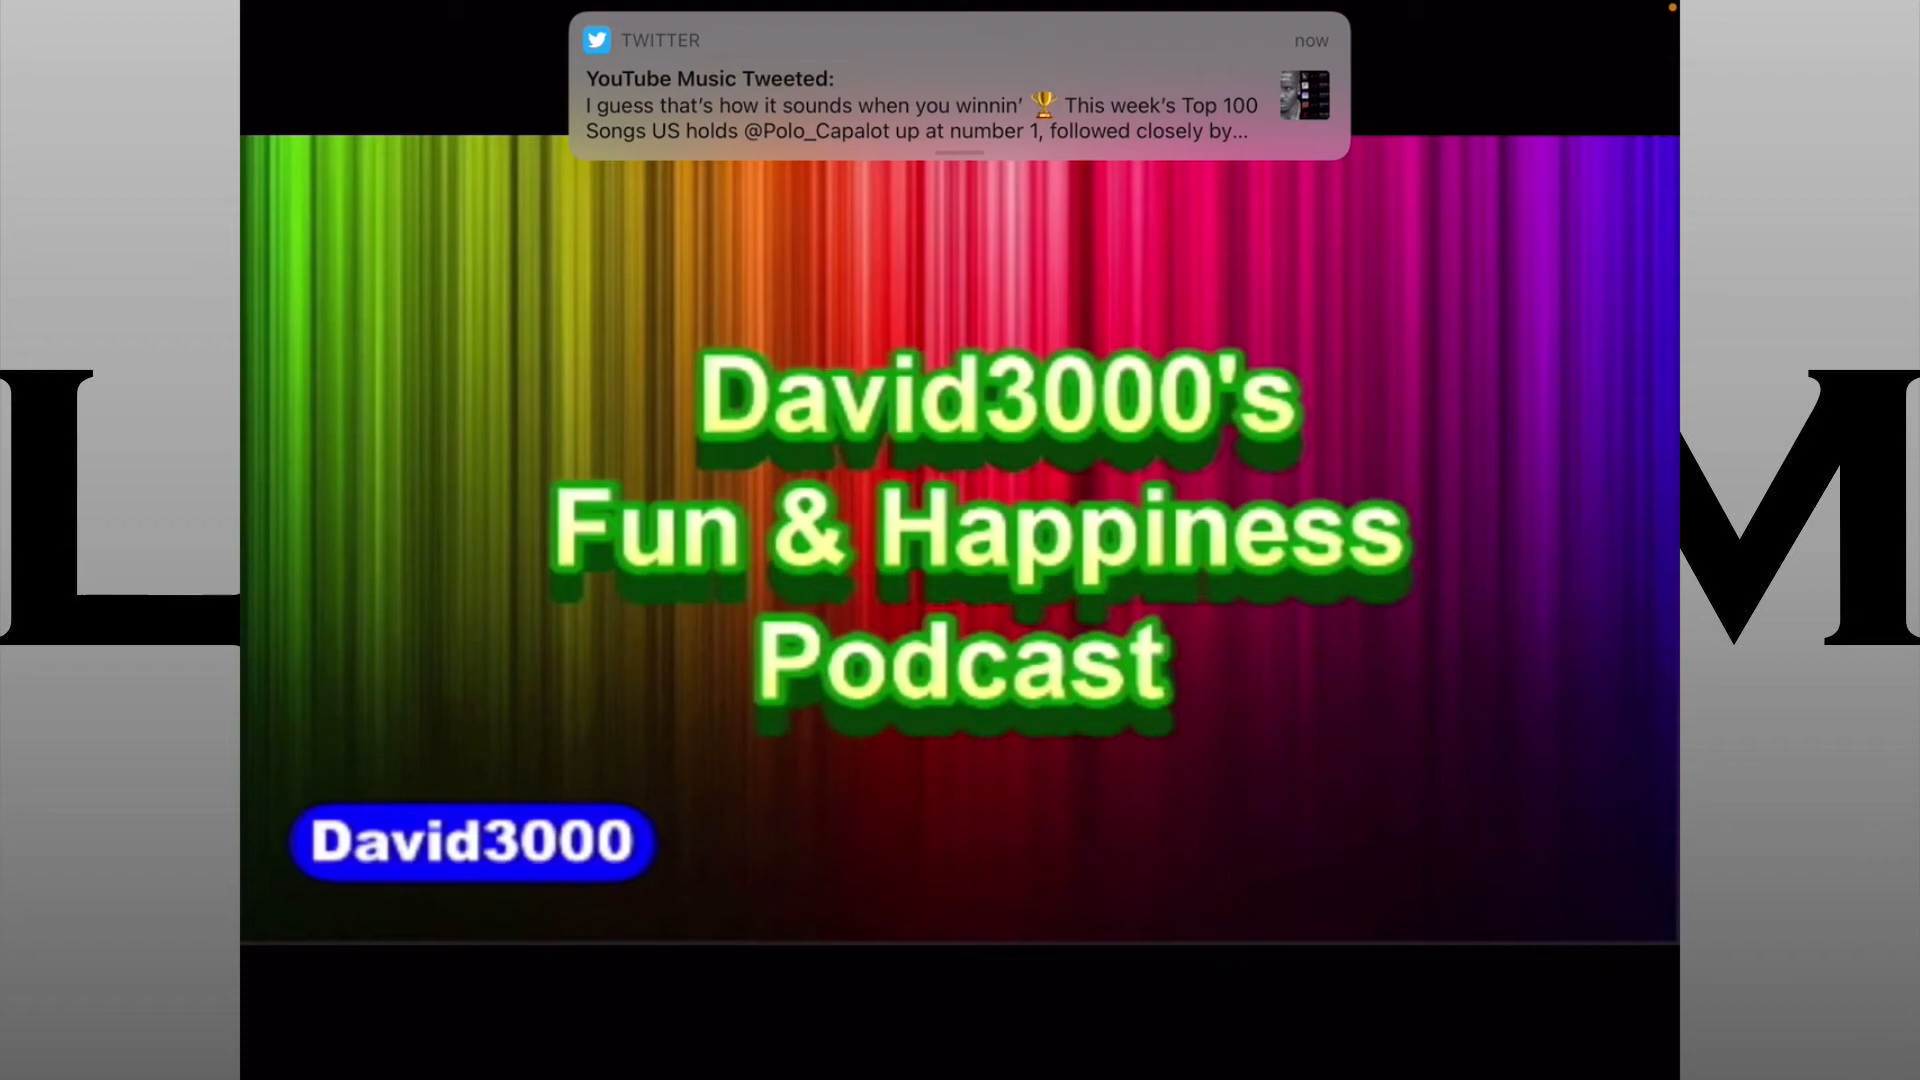 TWITTER now
YouTube Music Tweeted:
I guess that’s how it sounds when you winnin’ 🏆 This week’s Top 100
Songs US holds @Polo_Capalot up at number 1, followed closely by...
David3000's
Fun & Happiness
Podcast
David3000
L M